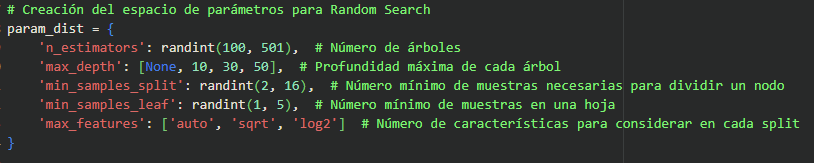 # Creación del espacio de parámetros para Random Search
param_dist = {
    'n_estimators': randint(100, 501),  # Número de árboles
    'max_depth': [None, 10, 30, 50],  # Profundidad máxima de cada árbol
    'min_samples_split': randint(2, 16),  # Número mínimo de muestras necesarias para dividir un nodo
    'min_samples_leaf': randint(1, 5),  # Número mínimo de muestras en una hoja
    'max_features': ['auto', 'sqrt', 'log2']  # Número de características para considerar en cada split
}